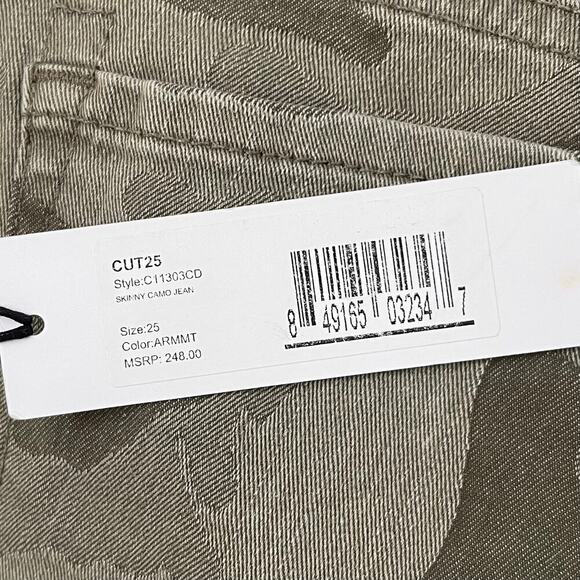 CUT25
Style:C11303CD
SKINNY CAMO JEAN
Size:25
Color:ARMMT
MSRP: 248.00
8 49165 03234 7